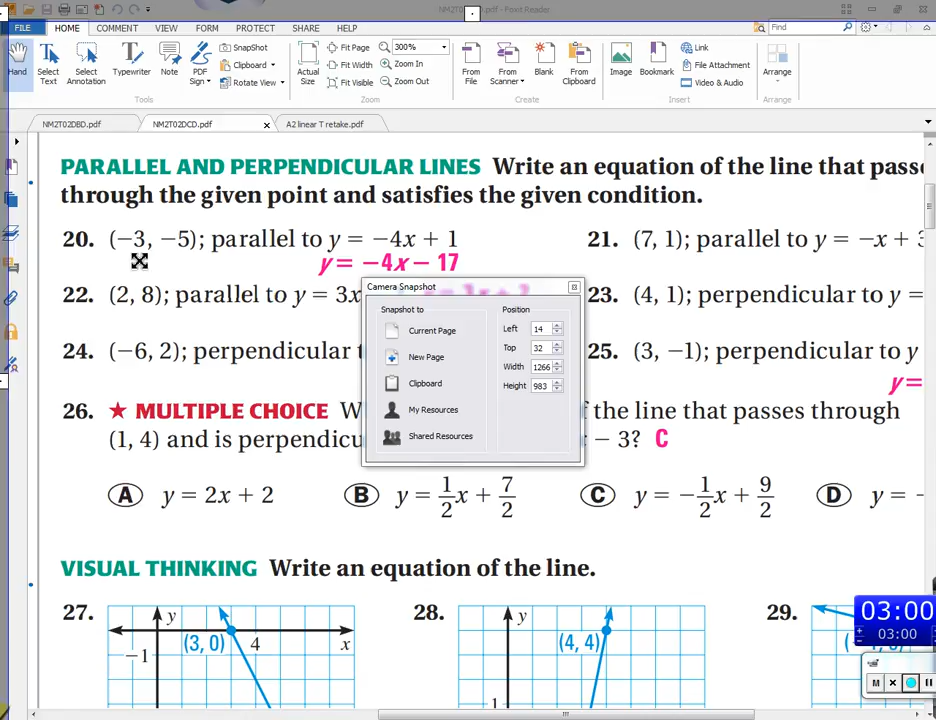 NM2T02DCD.pdf - Foxit Reader
FILE HOME COMMENT VIEW FORM PROTECT SHARE HELP Find
Hand Select Text Select Annotation Typewriter Note PDF Sign SnapShot Clipboard Rotate View Tools
Actual Size Fit Page Fit Width Fit Visible 300% Zoom In Zoom Out Zoom
From File From Scanner Blank From Clipboard Create
Image Bookmark Link File Attachment Video & Audio Insert
Arrange Arrange
NM2T02DBD.pdf NM2T02DCD.pdf A2 linear T retake.pdf
PARALLEL AND PERPENDICULAR LINES Write an equation of the line that passe
through the given point and satisfies the given condition.
20. (−3, −5); parallel to y = −4x + 1 21. (7, 1); parallel to y = −x + 3
y = −4x − 17
22. (2, 8); parallel to y = 3x 23. (4, 1); perpendicular to y =
24. (−6, 2); perpendicular t 25. (3, −1); perpendicular to y
y =
26. ★ MULTIPLE CHOICE W f the line that passes through
(1, 4) and is perpendicu − 3? C
A y = 2x + 2 B y = 1/2x + 7/2 C y = −1/2x + 9/2 D y = −
VISUAL THINKING Write an equation of the line.
27. 28. 29.
y (3, 0) 4 x −1
y (4, 4) 1
Camera Snapshot
Snapshot to
Current Page
New Page
Clipboard
My Resources
Shared Resources
Position
Left 14
Top 32
Width 1266
Height 983
03:00
03:00
M